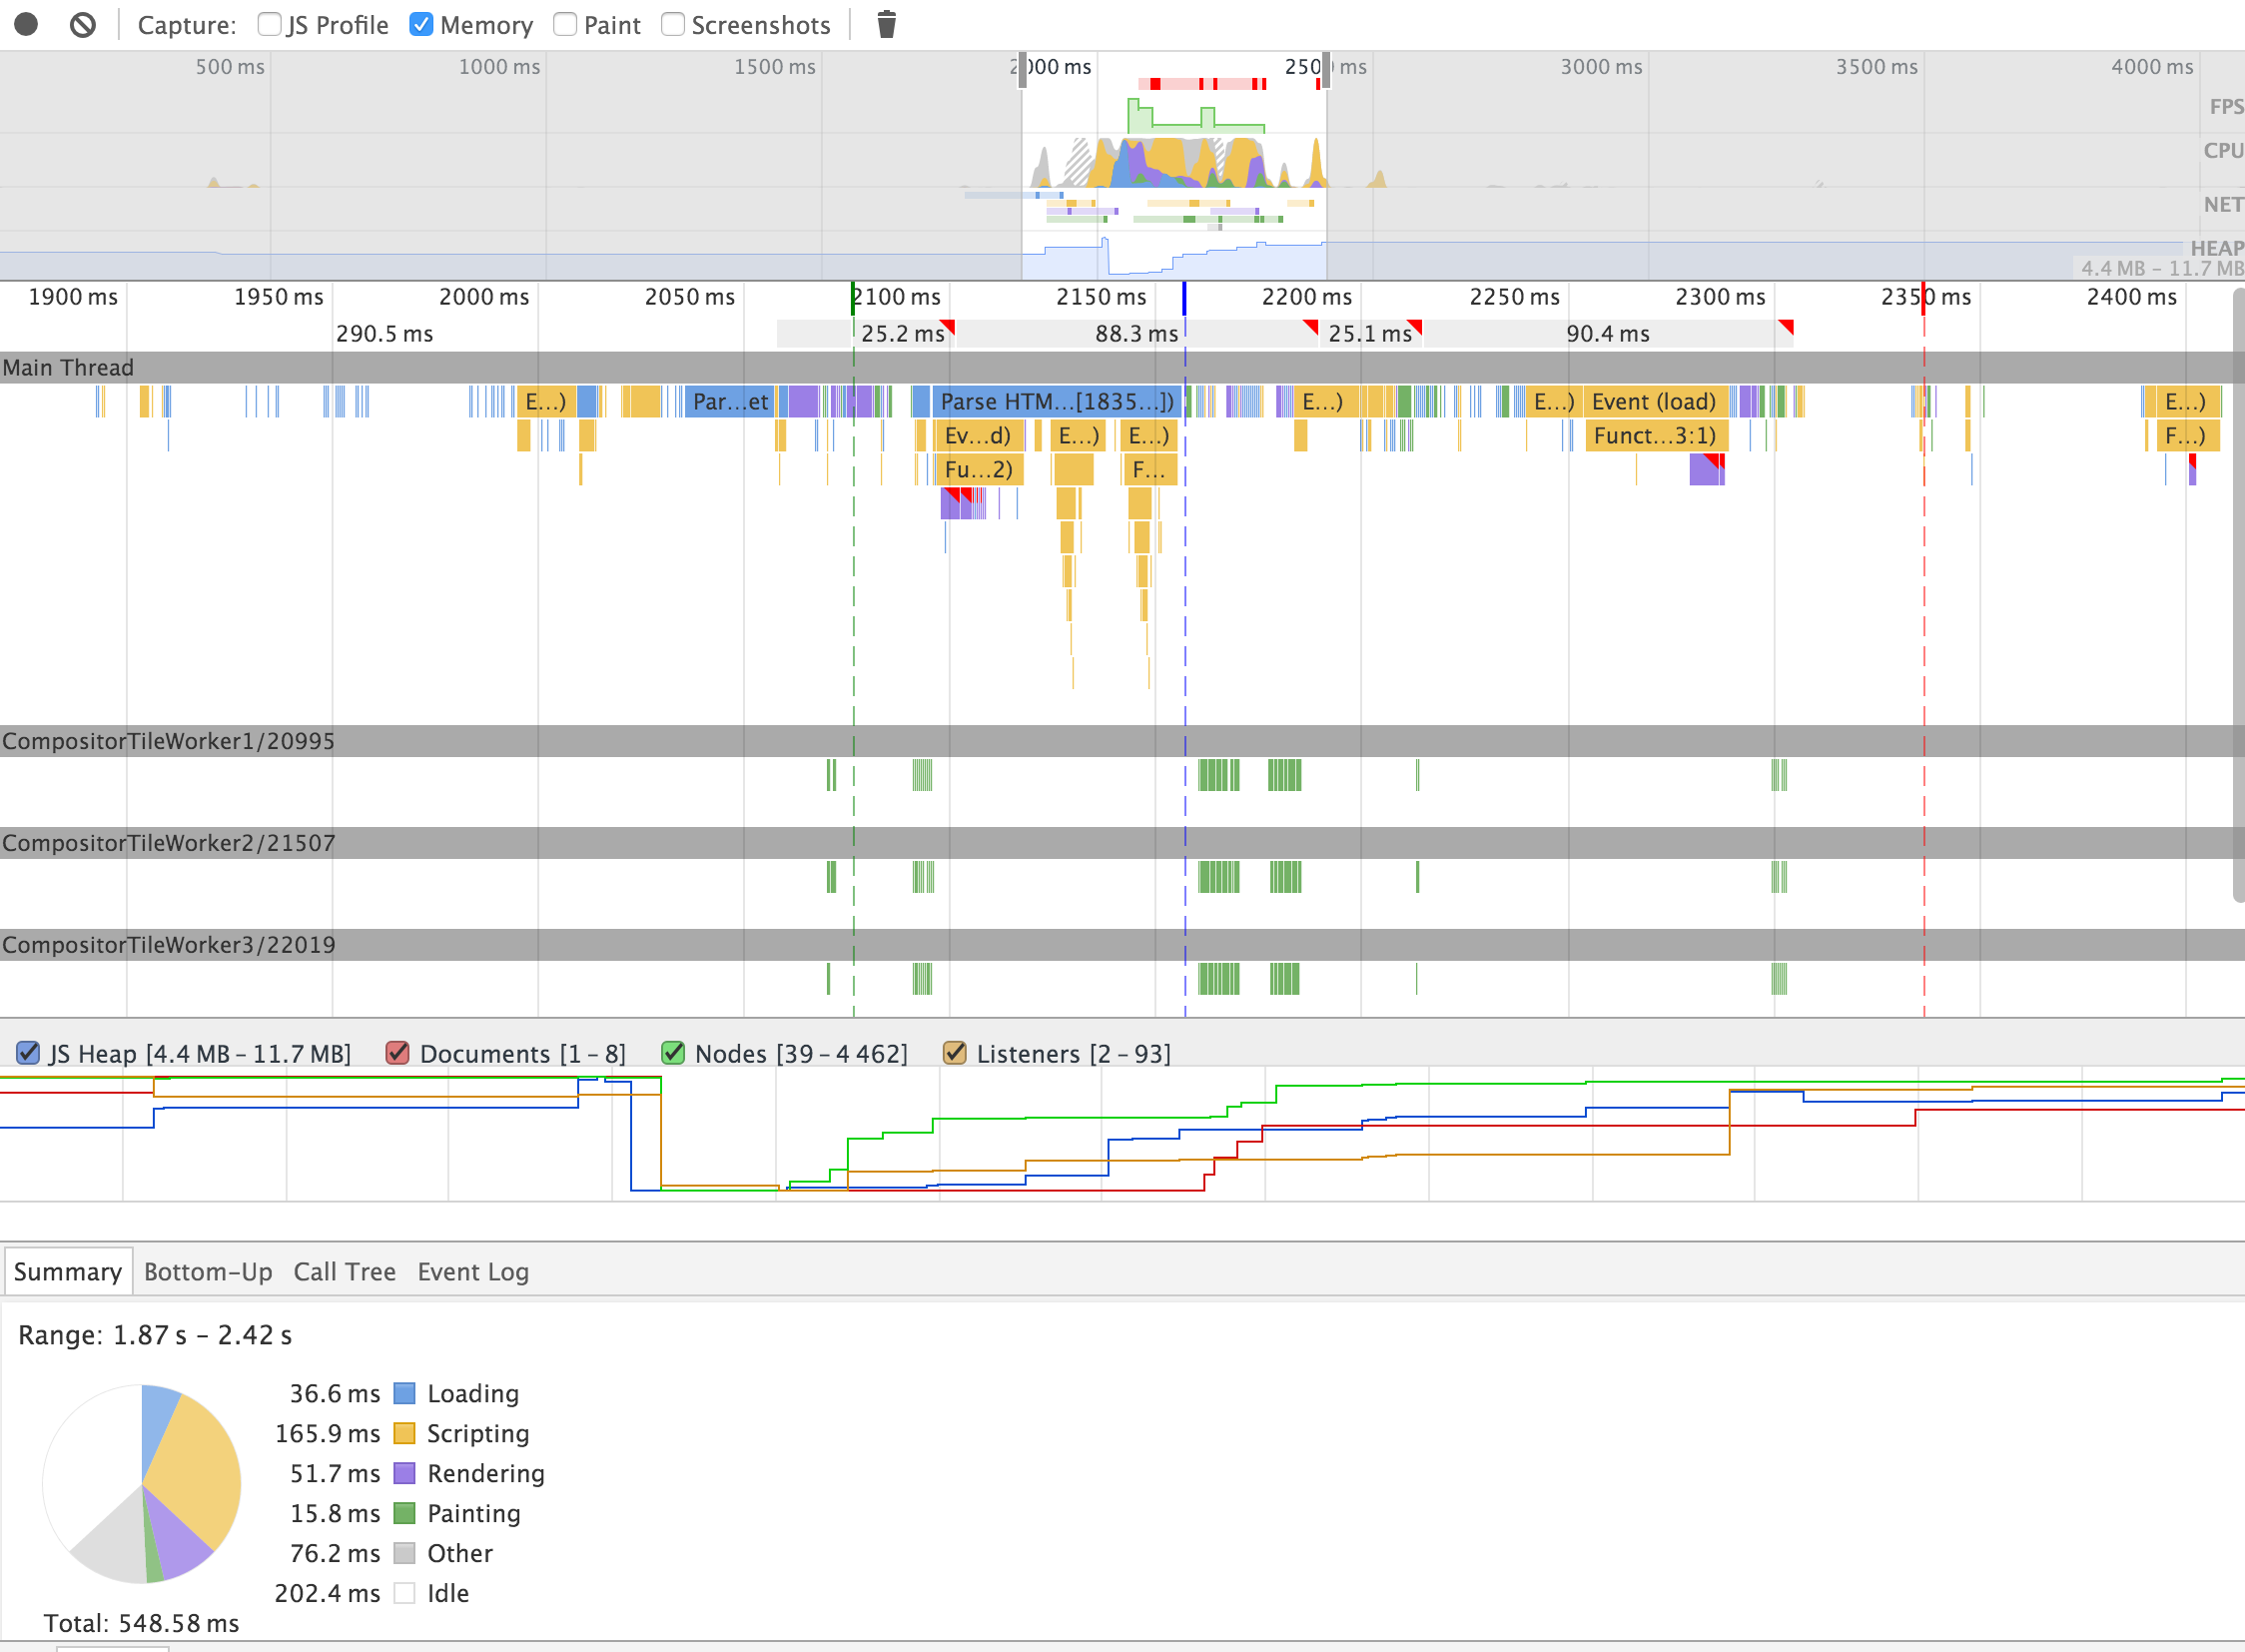 Capture: JS Profile Memory Paint Screenshots
500 ms 1000 ms 1500 ms 2000 ms 2500 ms 3000 ms 3500 ms 4000 ms
FPS
CPU
NET
HEAP
4.4 MB – 11.7 MB
1900 ms 1950 ms 2000 ms 2050 ms 2100 ms 2150 ms 2200 ms 2250 ms 2300 ms 2350 ms 2400 ms
290.5 ms 25.2 ms 88.3 ms 25.1 ms 90.4 ms
Main Thread
E...) Par...et Parse HTM...[1835...]) E...) E...) Event (load) E...)
Ev...d) E...) E...) Funct...3:1) F...)
Fu...2) F...
CompositorTileWorker1/20995
CompositorTileWorker2/21507
CompositorTileWorker3/22019
JS Heap [4.4 MB – 11.7 MB] Documents [1 – 8] Nodes [39 – 4 462] Listeners [2 – 93]
Summary Bottom-Up Call Tree Event Log
Range: 1.87 s – 2.42 s
36.6 ms Loading
165.9 ms Scripting
51.7 ms Rendering
15.8 ms Painting
76.2 ms Other
202.4 ms Idle
Total: 548.58 ms